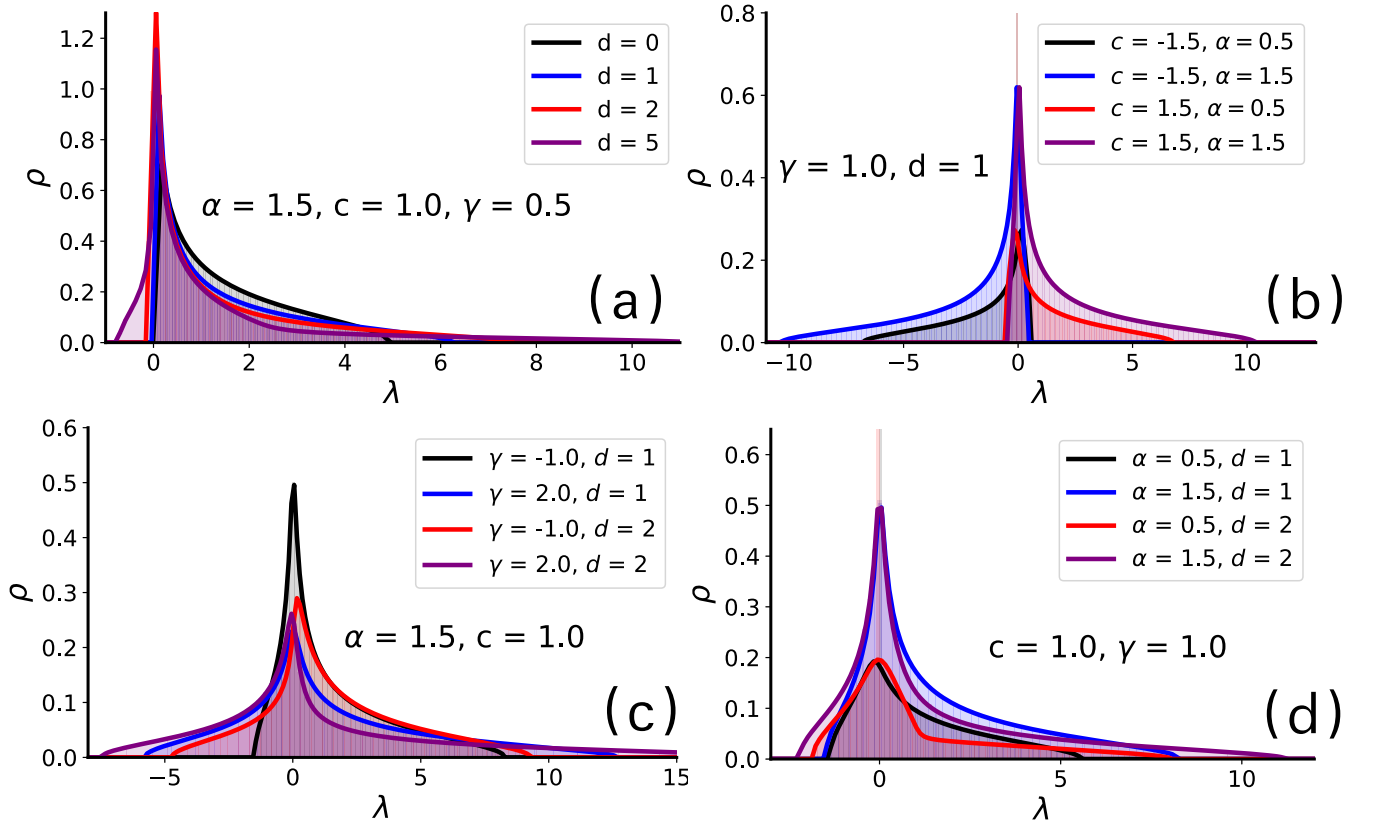 1.2
1.0
0.8
0.6
0.4
0.2
0.0
ρ
0 2 4 6 8 10
λ
d = 0
d = 1
d = 2
d = 5
α = 1.5, c = 1.0, γ = 0.5
(a)
0.8
0.6
0.4
0.2
0.0
ρ
−10 −5 0 5 10
λ
c = -1.5, α = 0.5
c = -1.5, α = 1.5
c = 1.5, α = 0.5
c = 1.5, α = 1.5
γ = 1.0, d = 1
(b)
0.6
0.5
0.4
0.3
0.2
0.1
0.0
ρ
−5 0 5 10 15
λ
γ = -1.0, d = 1
γ = 2.0, d = 1
γ = -1.0, d = 2
γ = 2.0, d = 2
α = 1.5, c = 1.0
(c)
0.6
0.5
0.4
0.3
0.2
0.1
0.0
ρ
0 5 10
λ
α = 0.5, d = 1
α = 1.5, d = 1
α = 0.5, d = 2
α = 1.5, d = 2
c = 1.0, γ = 1.0
(d)